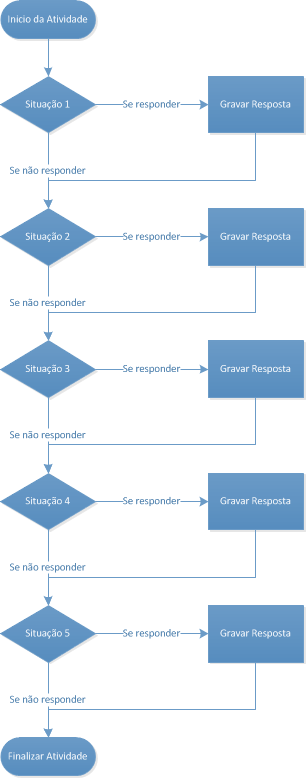 Início da Atividade
Situação 1
Se responder
Gravar Resposta
Se não responder
Situação 2
Se responder
Gravar Resposta
Se não responder
Situação 3
Se responder
Gravar Resposta
Se não responder
Situação 4
Se responder
Gravar Resposta
Se não responder
Situação 5
Se responder
Gravar Resposta
Se não responder
Finalizar Atividade